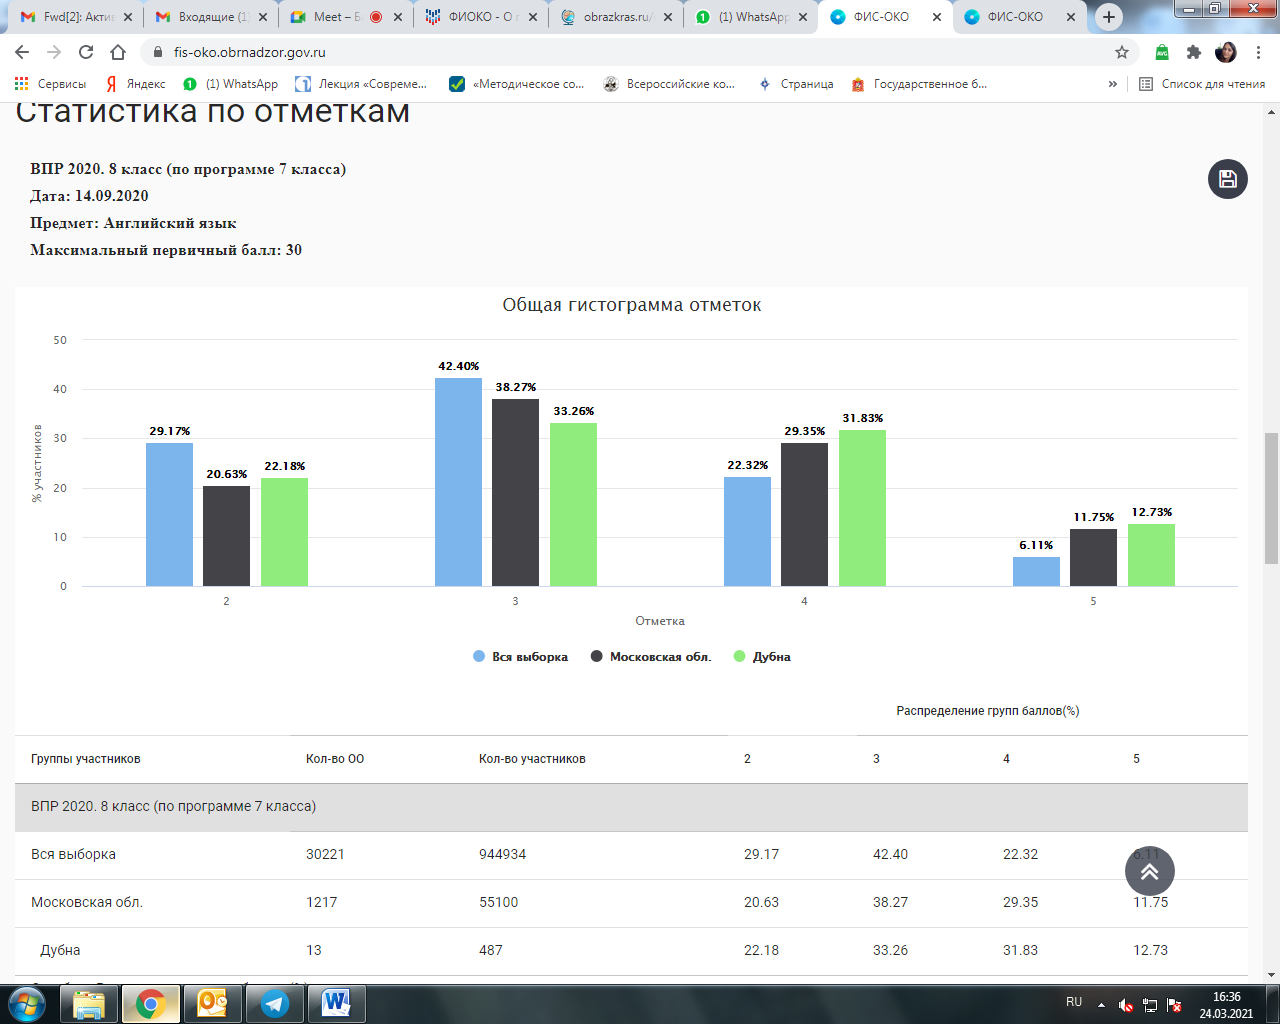 Fwd[2]: Акти
Входящие (1
Meet – Б
ФИОКО - О
obrazkras.ru/
(1) WhatsApp
ФИС-ОКО
ФИС-ОКО
fis-oko.obrnadzor.gov.ru
Сервисы
Яндекс
(1) WhatsApp
Лекция «Совреме...
«Методическое со...
Всероссийские ко...
Страница
Государственное б...
»
Список для чтения
Статистика по отметкам
ВПР 2020. 8 класс (по программе 7 класса)
Дата: 14.09.2020
Предмет: Английский язык
Максимальный первичный балл: 30
Общая гистограмма отметок
% участников
50
40
30
20
10
0
29.17%
20.63%
22.18%
42.40%
38.27%
33.26%
22.32%
29.35%
31.83%
6.11%
11.75%
12.73%
2 3 4 5
Отметка
Вся выборка Московская обл. Дубна
Распределение групп баллов(%)
Группы участников Кол-во ОО Кол-во участников 2 3 4 5
ВПР 2020. 8 класс (по программе 7 класса)
Вся выборка 30221 944934 29.17 42.40 22.32 6.11
Московская обл. 1217 55100 20.63 38.27 29.35 11.75
Дубна 13 487 22.18 33.26 31.83 12.73
RU
16:36
24.03.2021